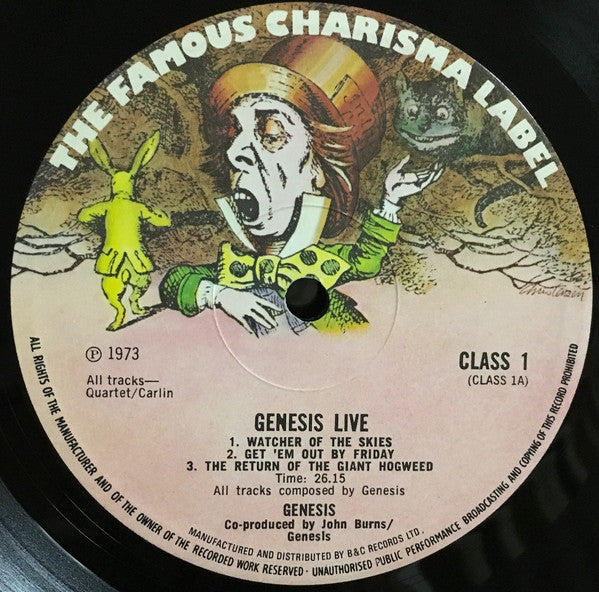 THE FAMOUS CHARISMA LABEL
℗ 1973
All tracks—
Quartet/Carlin
CLASS 1
(CLASS 1A)
GENESIS LIVE
1. WATCHER OF THE SKIES
2. GET 'EM OUT BY FRIDAY
3. THE RETURN OF THE GIANT HOGWEED
Time: 26.15
All tracks composed by Genesis
GENESIS
Co-produced by John Burns/
Genesis
MANUFACTURED AND DISTRIBUTED BY B&C RECORDS LTD.
ALL RIGHTS OF THE MANUFACTURER AND OF THE OWNER OF THE RECORDED WORK RESERVED - UNAUTHORISED PUBLIC PERFORMANCE BROADCASTING AND COPYING OF THIS RECORD PROHIBITED